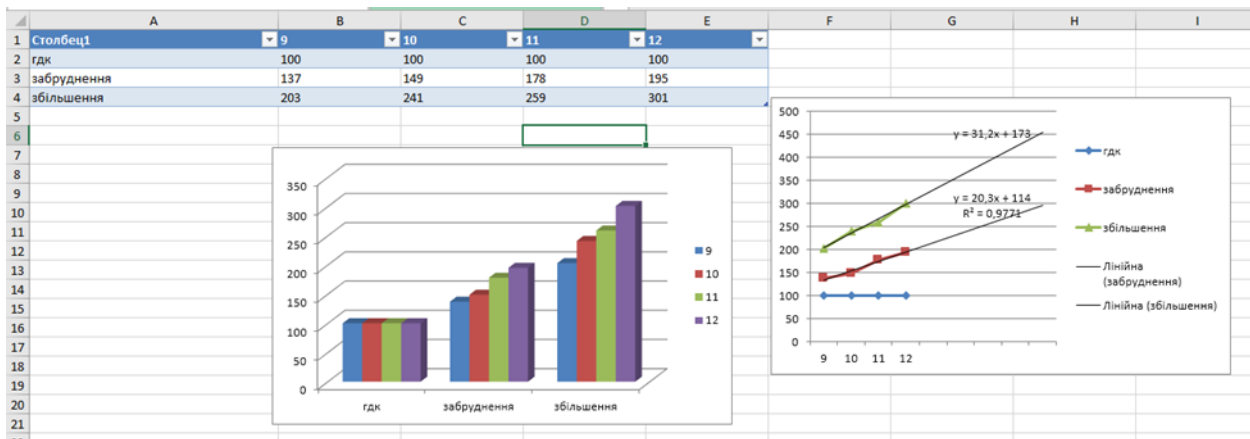 A B C D E F G H I
1 Столбец1 9 10 11 12
2 гдк 100 100 100 100
3 забруднення 137 149 178 195
4 збільшення 203 241 259 301
5
6
7
8
9
10
11
12
13
14
15
16
17
18
19
20
21
350
300
250
200
150
100
50
0
гдк забруднення збільшення
9
10
11
12
500
450
400
350
300
250
200
150
100
50
0
9 10 11 12
y = 31,2x + 173
y = 20,3x + 114
R² = 0,9771
гдк
забруднення
збільшення
Лінійна
(забруднення)
Лінійна (збільшення)